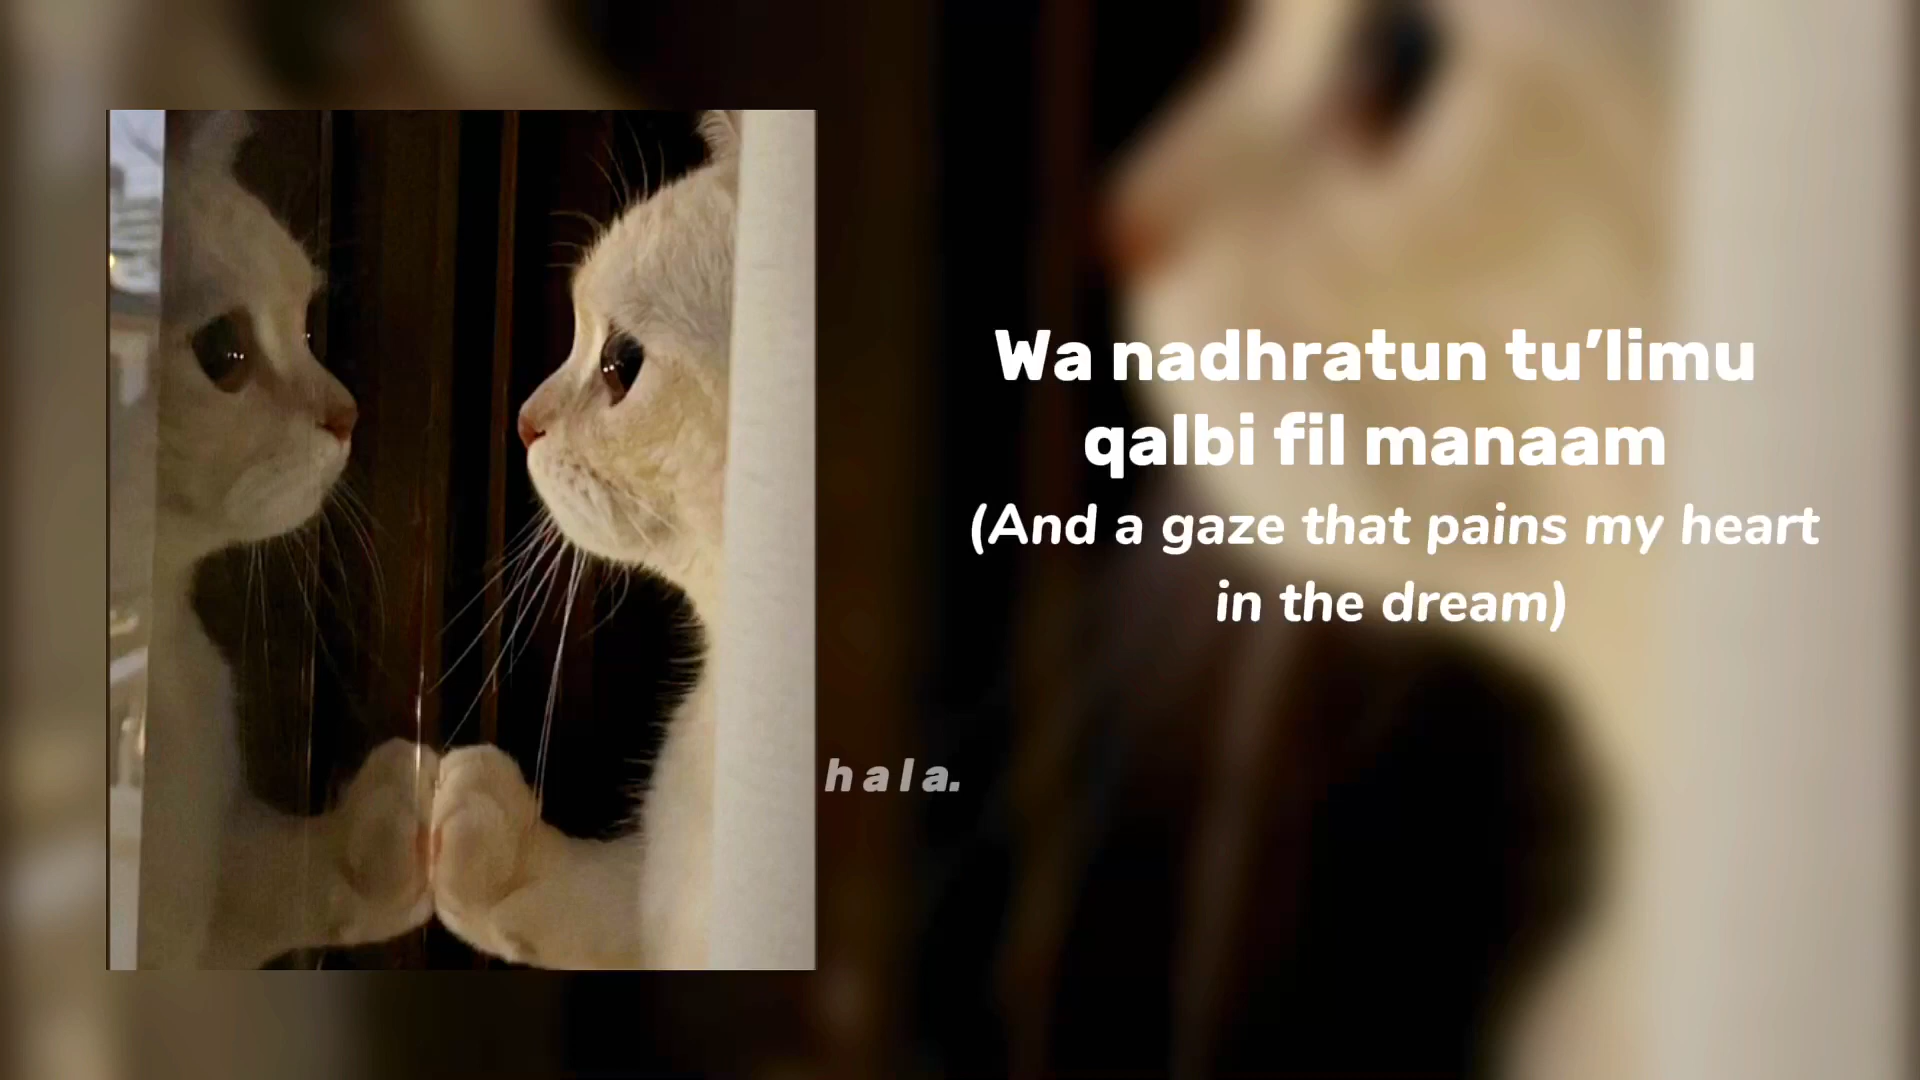 Wa nadhratun tu’limu
qalbi fil manaam
(And a gaze that pains my heart
in the dream)
hala.